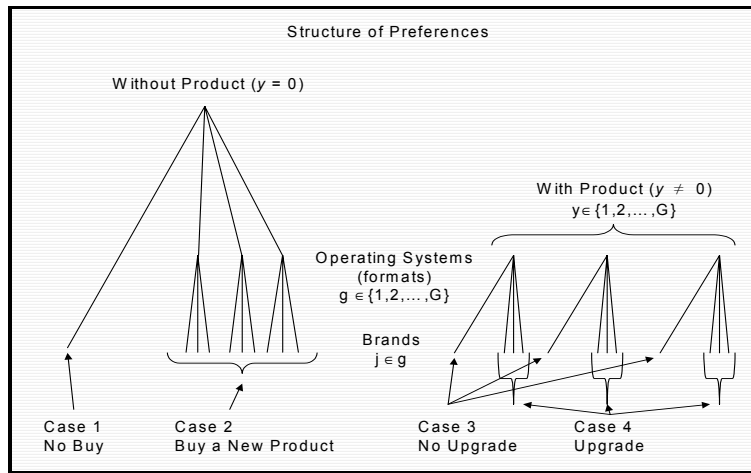 Structure of Preferences
Without Product (y = 0)
With Product (y ≠ 0)
y∈{1,2,...,G}
Operating Systems
(formats)
g∈{1,2,...,G}
Brands
j∈g
Case 1
No Buy
Case 2
Buy a New Product
Case 3
No Upgrade
Case 4
Upgrade